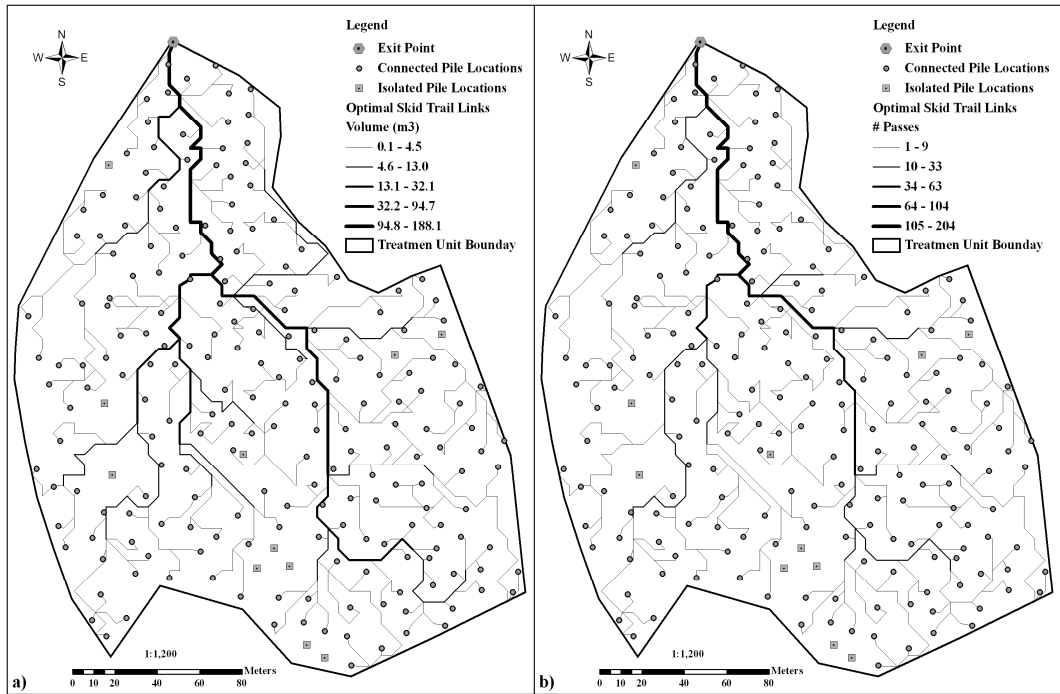 N
W E
S
Legend
Exit Point
Connected Pile Locations
Isolated Pile Locations
Optimal Skid Trail Links
Volume (m3)
0.1 - 4.5
4.6 - 13.0
13.1 - 32.1
32.2 - 94.7
94.8 - 188.1
Treatmen Unit Bounday
1:1,200
Meters
0 10 20 40 60 80
a)
N
W E
S
Legend
Exit Point
Connected Pile Locations
Isolated Pile Locations
Optimal Skid Trail Links
# Passes
1 - 9
10 - 33
34 - 63
64 - 104
105 - 204
Treatmen Unit Bounday
1:1,200
Meters
0 10 20 40 60 80
b)